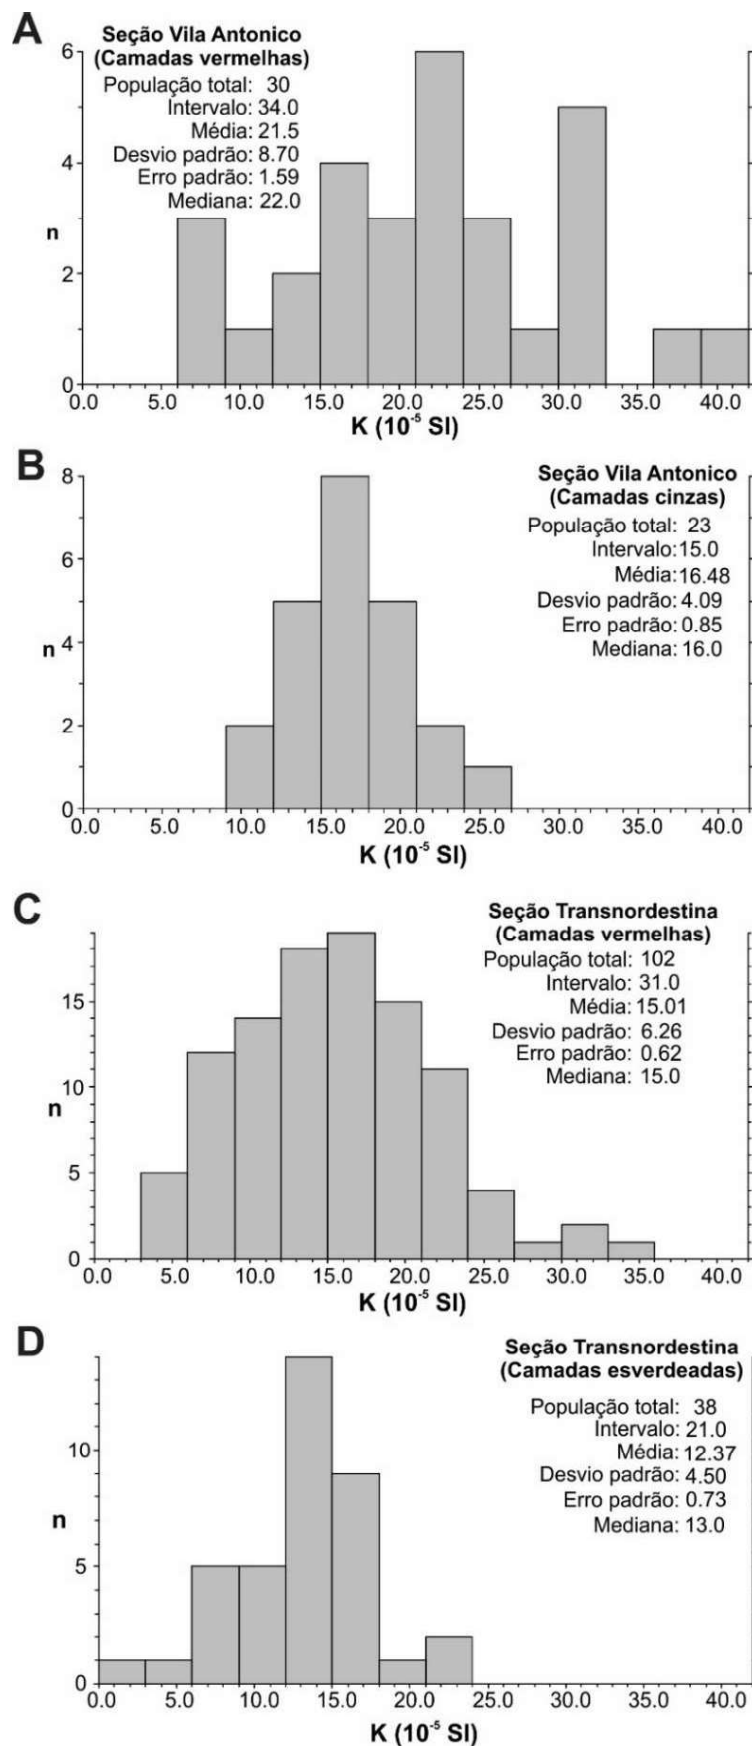 A
Seção Vila Antonico
(Camadas vermelhas)
População total: 30
Intervalo: 34.0
Média: 21.5
Desvio padrão: 8.70
Erro padrão: 1.59
Mediana: 22.0
6
4
2
0
n
0.0 5.0 10.0 15.0 20.0 25.0 30.0 35.0 40.0
K (10⁻⁵ SI)
B
Seção Vila Antonico
(Camadas cinzas)
População total: 23
Intervalo: 15.0
Média: 16.48
Desvio padrão: 4.09
Erro padrão: 0.85
Mediana: 16.0
8
6
4
2
0
n
0.0 5.0 10.0 15.0 20.0 25.0 30.0 35.0 40.0
K (10⁻⁵ SI)
C
Seção Transnordestina
(Camadas vermelhas)
População total: 102
Intervalo: 31.0
Média: 15.01
Desvio padrão: 6.26
Erro padrão: 0.62
Mediana: 15.0
15
10
5
0
n
0.0 5.0 10.0 15.0 20.0 25.0 30.0 35.0 40.0
K (10⁻⁵ SI)
D
Seção Transnordestina
(Camadas esverdeadas)
População total: 38
Intervalo: 21.0
Média: 12.37
Desvio padrão: 4.50
Erro padrão: 0.73
Mediana: 13.0
10
5
0
n
0.0 5.0 10.0 15.0 20.0 25.0 30.0 35.0 40.0
K (10⁻⁵ SI)